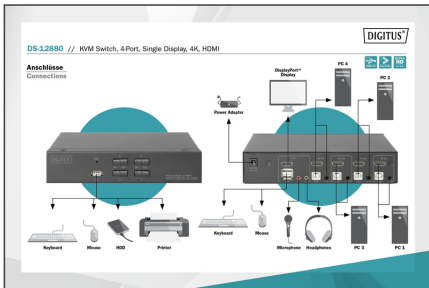 DIGITUS®
DS-12880 // KVM Switch, 4-Port, Single Display, 4K, HDMI
Anschlüsse
Connections
PC 4
DisplayPort™
Display
PC 2
Power Adapter
DIGITUS
Keyboard
Mouse
HDD
Printer
Keyboard
Mouse
Microphone
Headphones
PC 3
PC 1